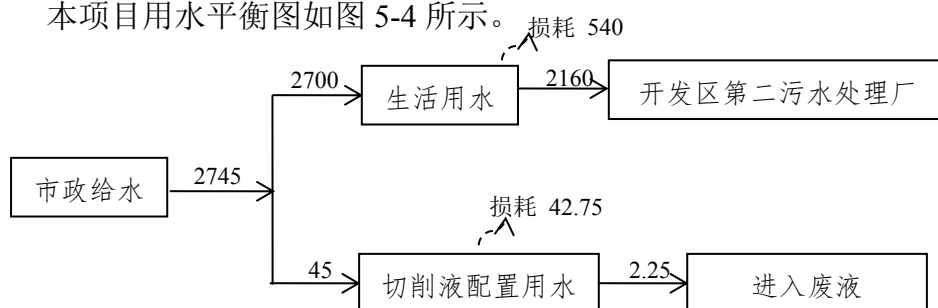 本项目用水平衡图如图 5-4 所示。
损耗 540
2700
生活用水
2160
开发区第二污水处理厂
市政给水
2745
损耗 42.75
45
切削液配置用水
2.25
进入废液